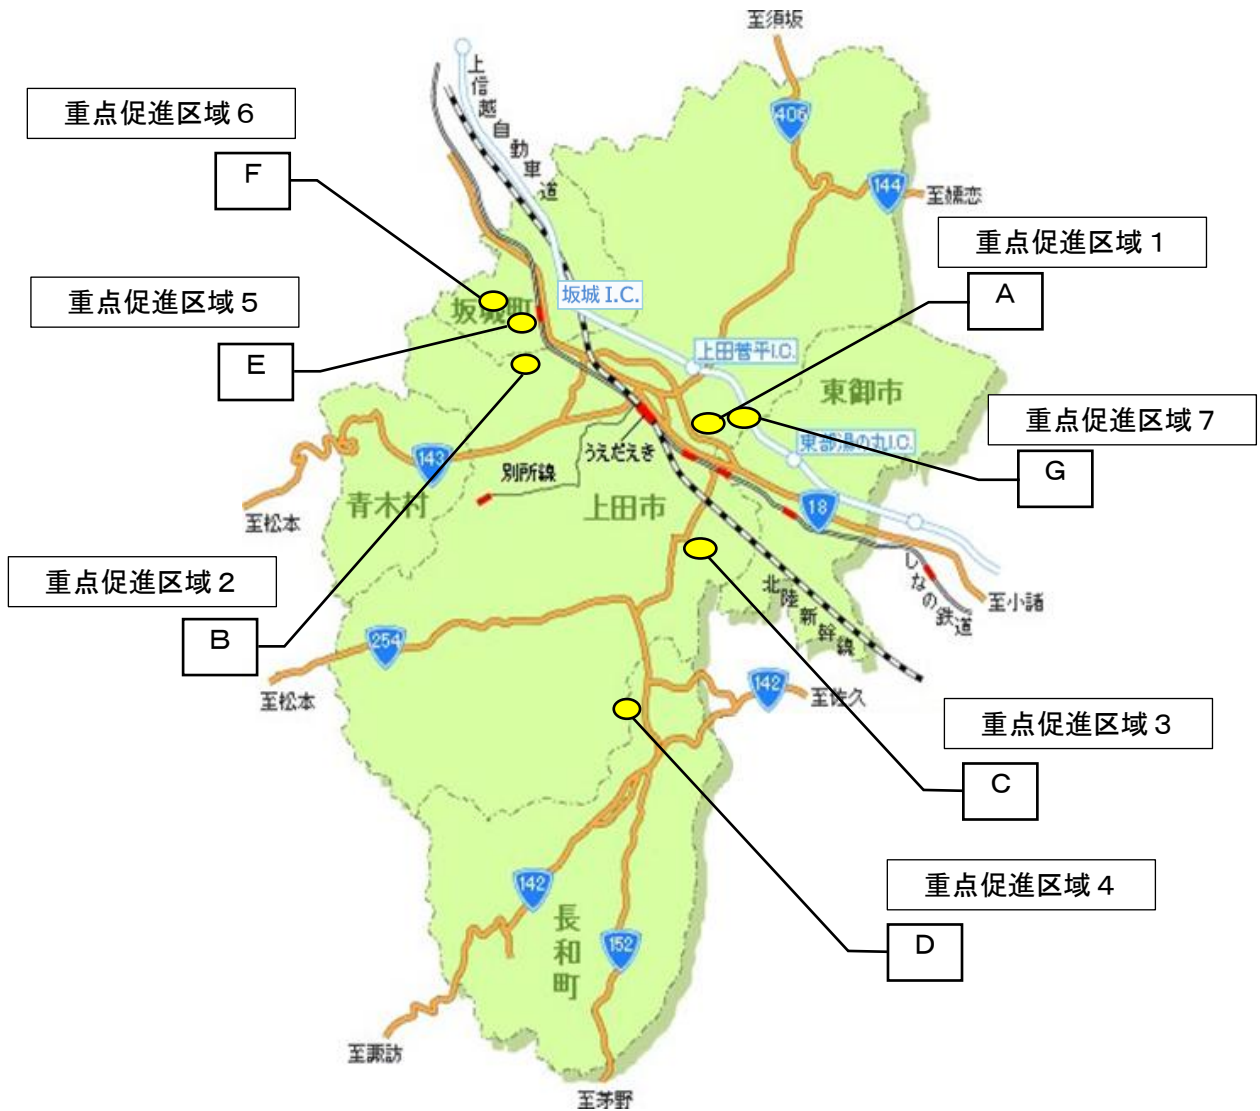 至須坂
上信越自動車道
重点促進区域6
F
406
144
至嬬恋
重点促進区域1
A
重点促進区域5
E
坂城I.C.
坂城町
上田菅平I.C.
東御市
重点促進区域7
G
東部湯の丸I.C.
うえだえき
別所線
143
青木村
上田市
18
至松本
重点促進区域2
B
しなの鉄道
至小諸
北陸新幹線
254
至松本
142
至佐久
重点促進区域3
C
重点促進区域4
D
142
長和町
152
至諏訪
至茅野